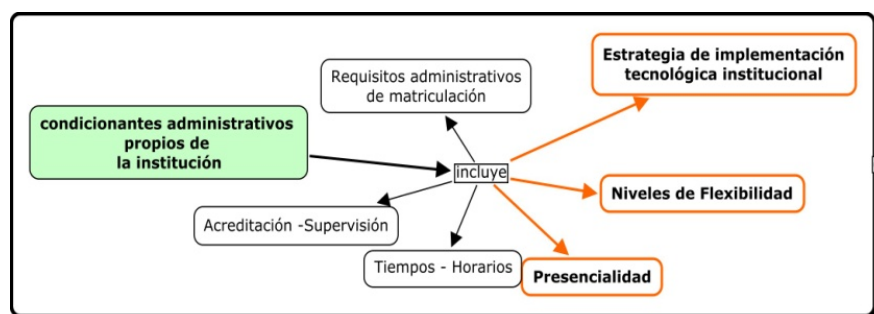 Estrategia de implementación
tecnológica institucional
Requisitos administrativos
de matriculación
condicionantes administrativos
propios de
la institución
incluye
Niveles de Flexibilidad
Acreditación -Supervisión
Tiempos - Horarios
Presencialidad